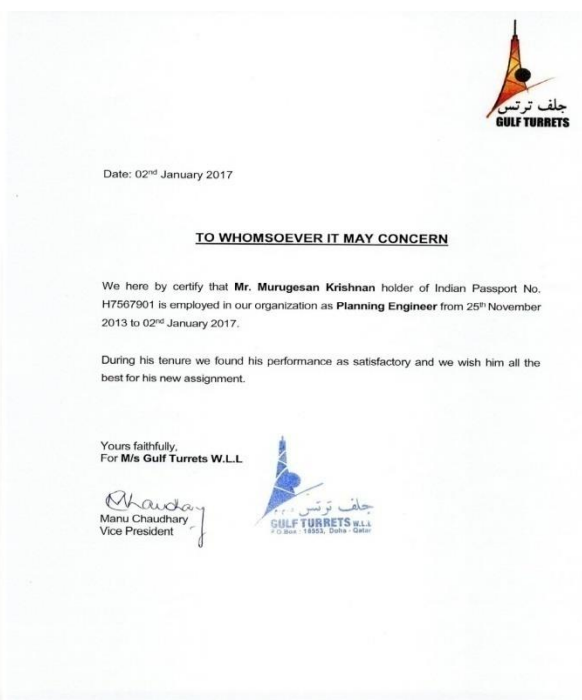 جلف ترتس
GULF TURRETS
Date: 02nd January 2017
TO WHOMSOEVER IT MAY CONCERN
We here by certify that Mr. Murugesan Krishnan holder of Indian Passport No.
H7567901 is employed in our organization as Planning Engineer from 25th November
2013 to 02nd January 2017.
During his tenure we found his performance as satisfactory and we wish him all the
best for his new assignment.
Yours faithfully,
For M/s Gulf Turrets W.L.L
Manu Chaudhary
Vice President
جلف ترتس
GULF TURRETS W.L.L
P.O Box : 18553, Doha - Qatar